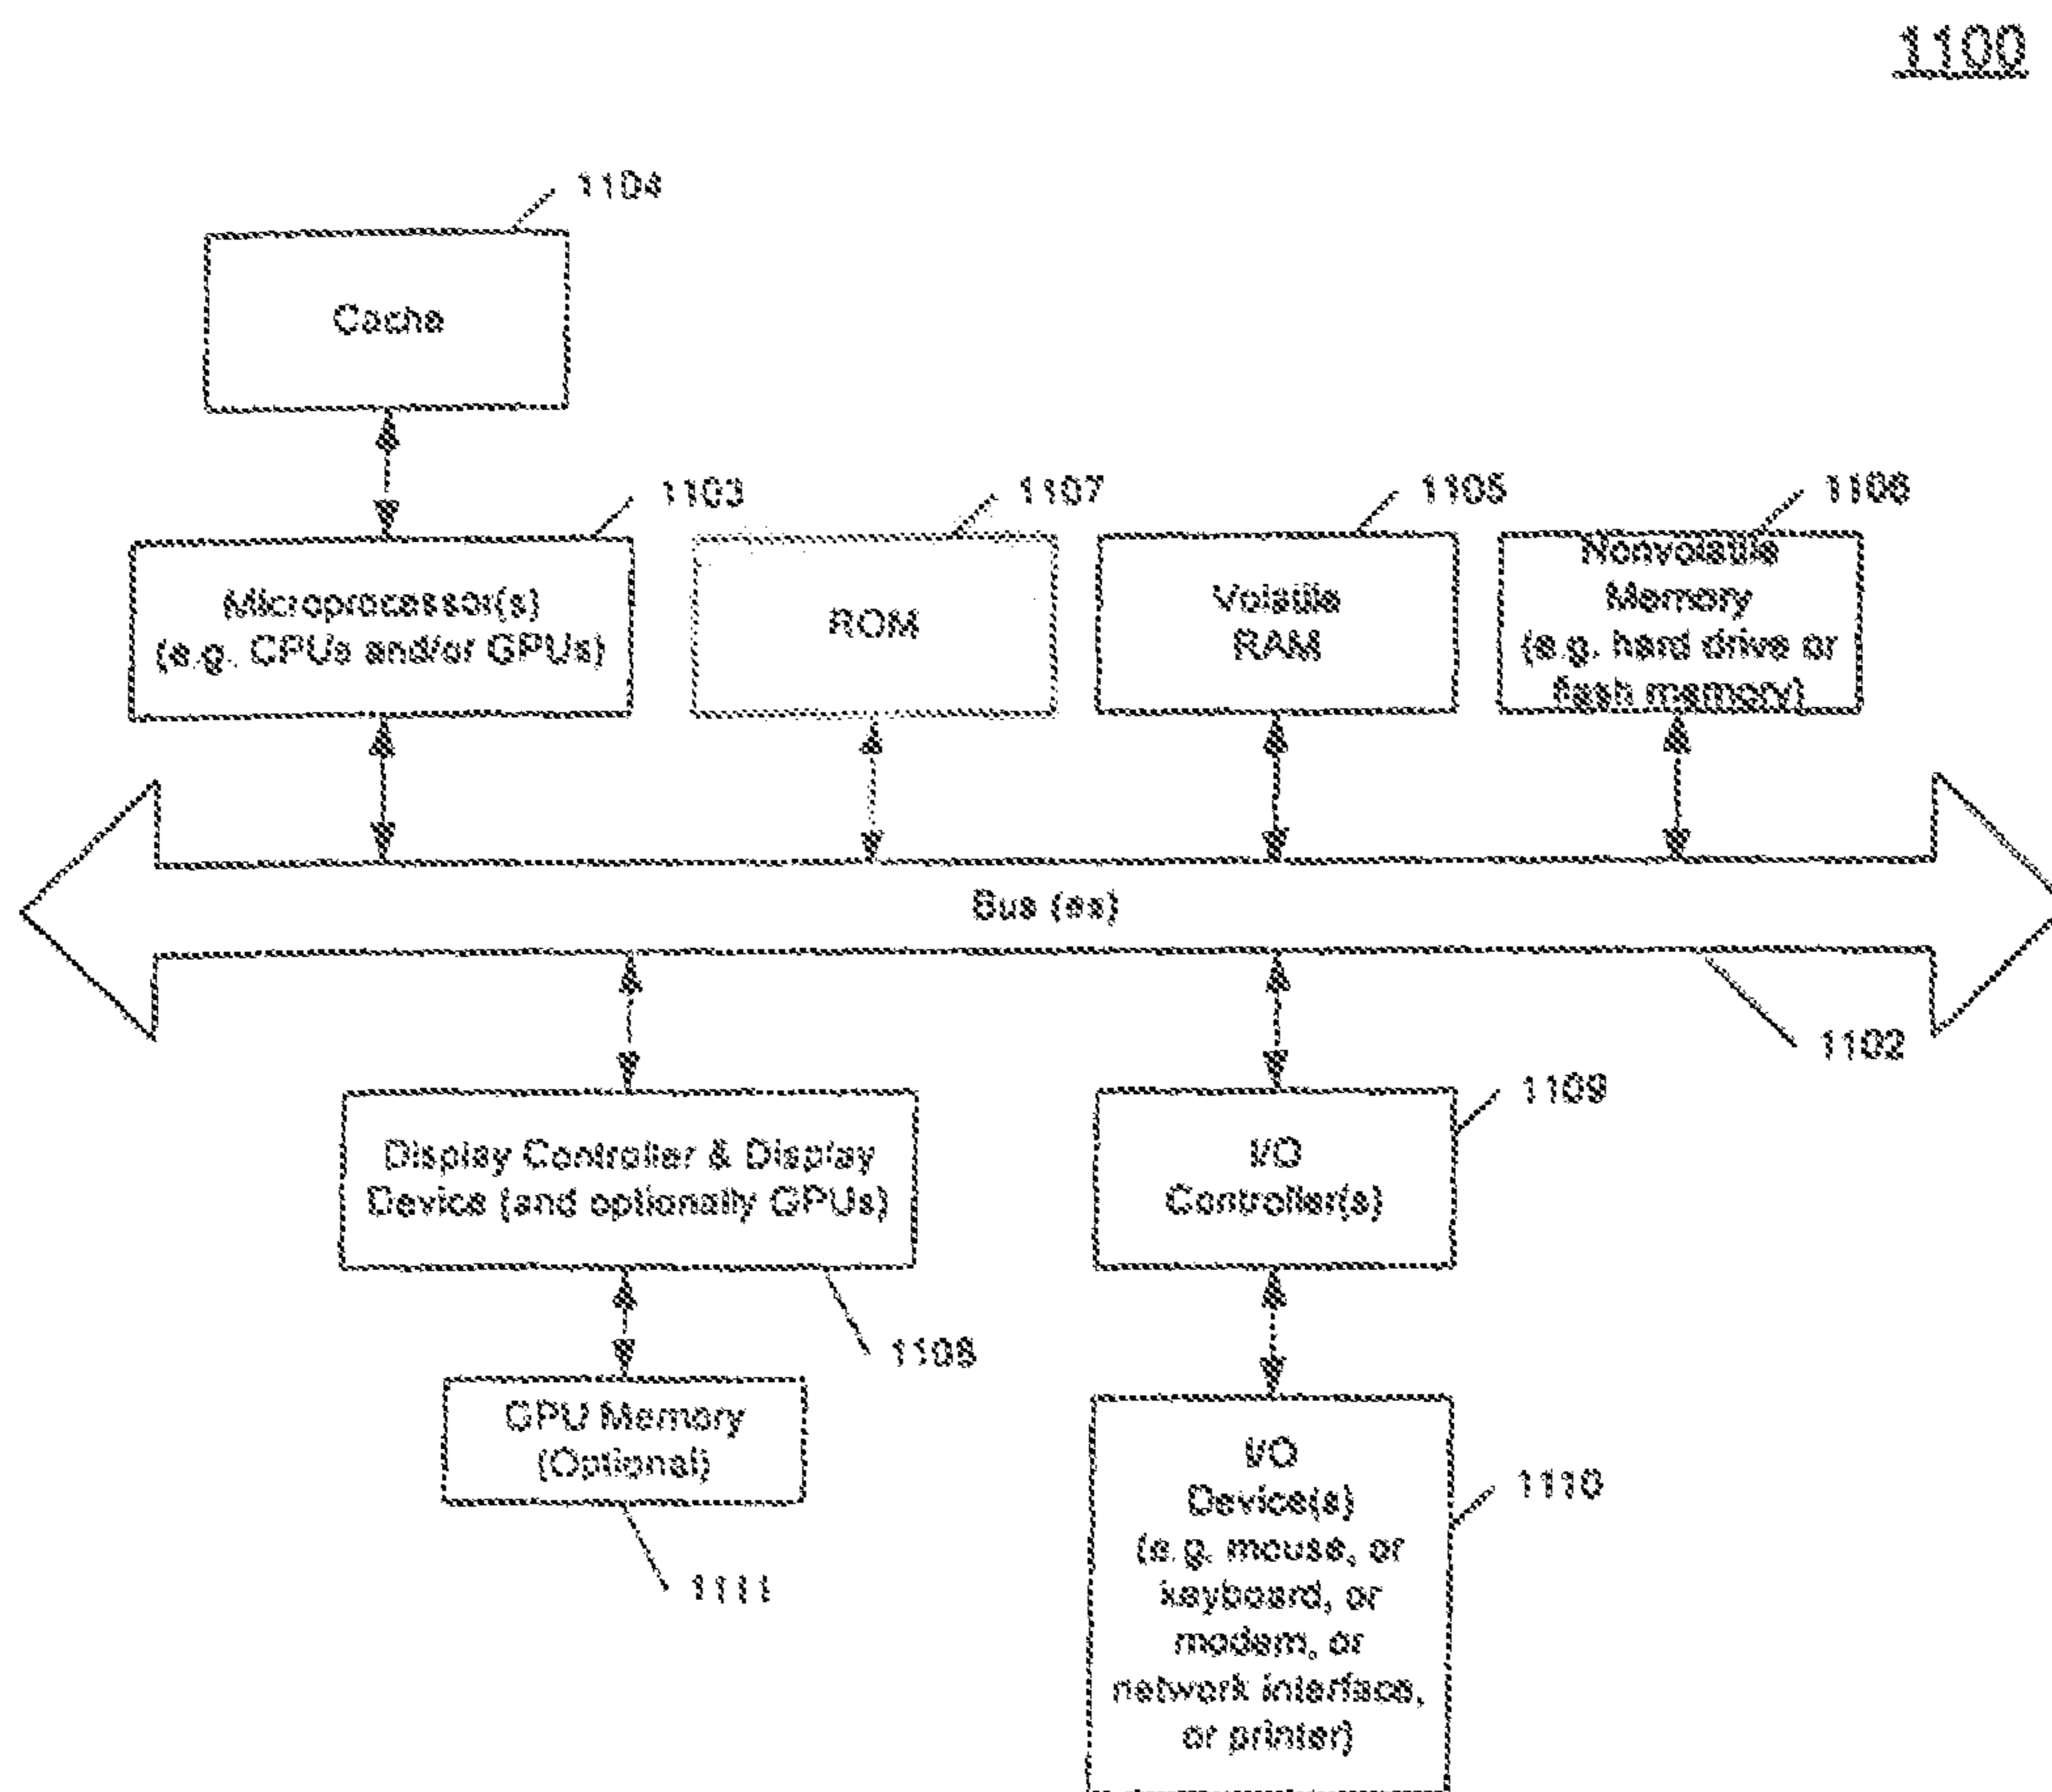 1100
1104
Cache
1103
1107
1105
1106
Microprocessor(s)
(e.g. CPUs and/or GPUs)
ROM
Volatile
RAM
Nonvolatile
Memory
(e.g. hard drive or
flash memory)
Bus (es)
1102
Display Controller & Display
Device (and optionally GPUs)
1109
I/O
Controller(s)
1108
GPU Memory
(Optional)
1111
I/O
Device(s)
(e.g. mouse, or
keyboard, or
modem, or
network interface,
or printer)
1110